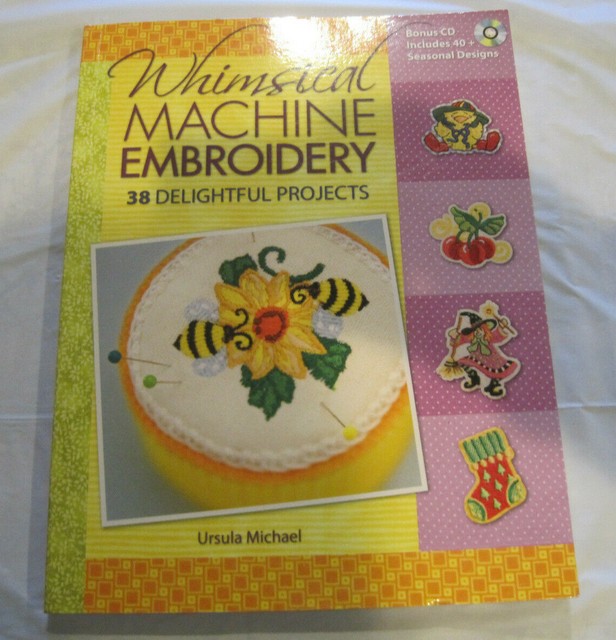 Whimsical
MACHINE
EMBROIDERY
38 DELIGHTFUL PROJECTS
Bonus CD
Includes 40 +
Seasonal Designs
Ursula Michael